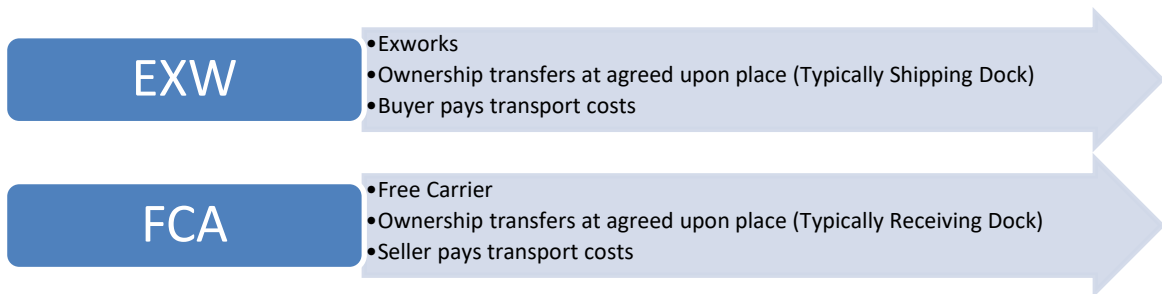 EXW
•Exworks
•Ownership transfers at agreed upon place (Typically Shipping Dock)
•Buyer pays transport costs
FCA
•Free Carrier
•Ownership transfers at agreed upon place (Typically Receiving Dock)
•Seller pays transport costs